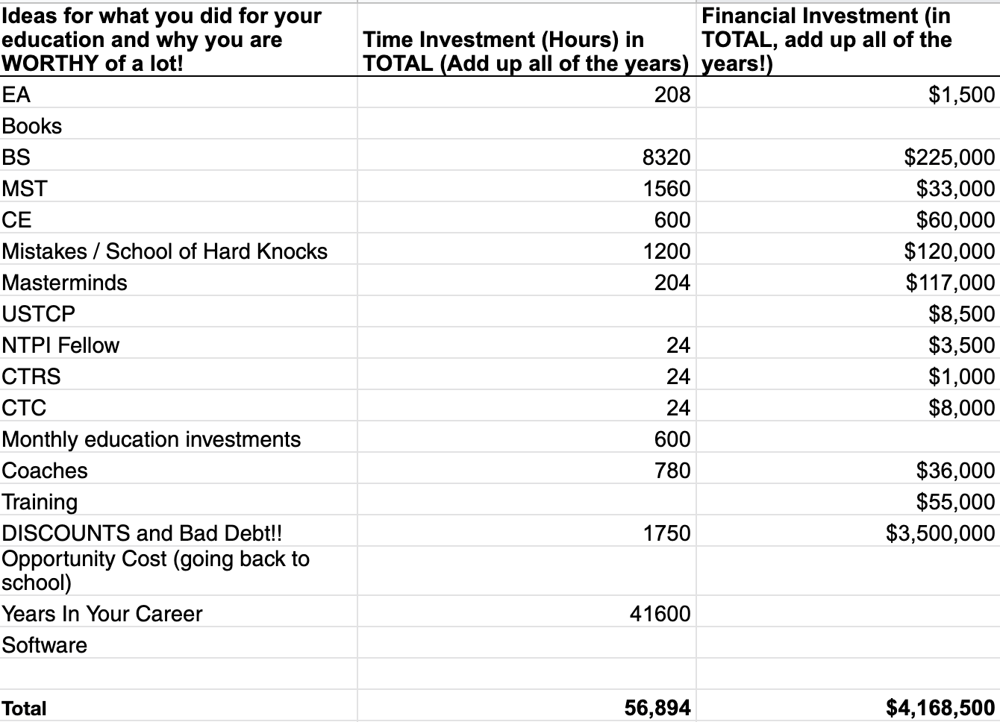 Ideas for what you did for your education and why you are WORTHY of a lot! Time Investment (Hours) in TOTAL (Add up all of the years) Financial Investment (in TOTAL, add up all of the years!)
EA 208 $1,500
Books
BS 8320 $225,000
MST 1560 $33,000
CE 600 $60,000
Mistakes / School of Hard Knocks 1200 $120,000
Masterminds 204 $117,000
USTCP $8,500
NTPI Fellow 24 $3,500
CTRS 24 $1,000
CTC 24 $8,000
Monthly education investments 600
Coaches 780 $36,000
Training $55,000
DISCOUNTS and Bad Debt!! 1750 $3,500,000
Opportunity Cost (going back to school)
Years In Your Career 41600
Software
Total 56,894 $4,168,500